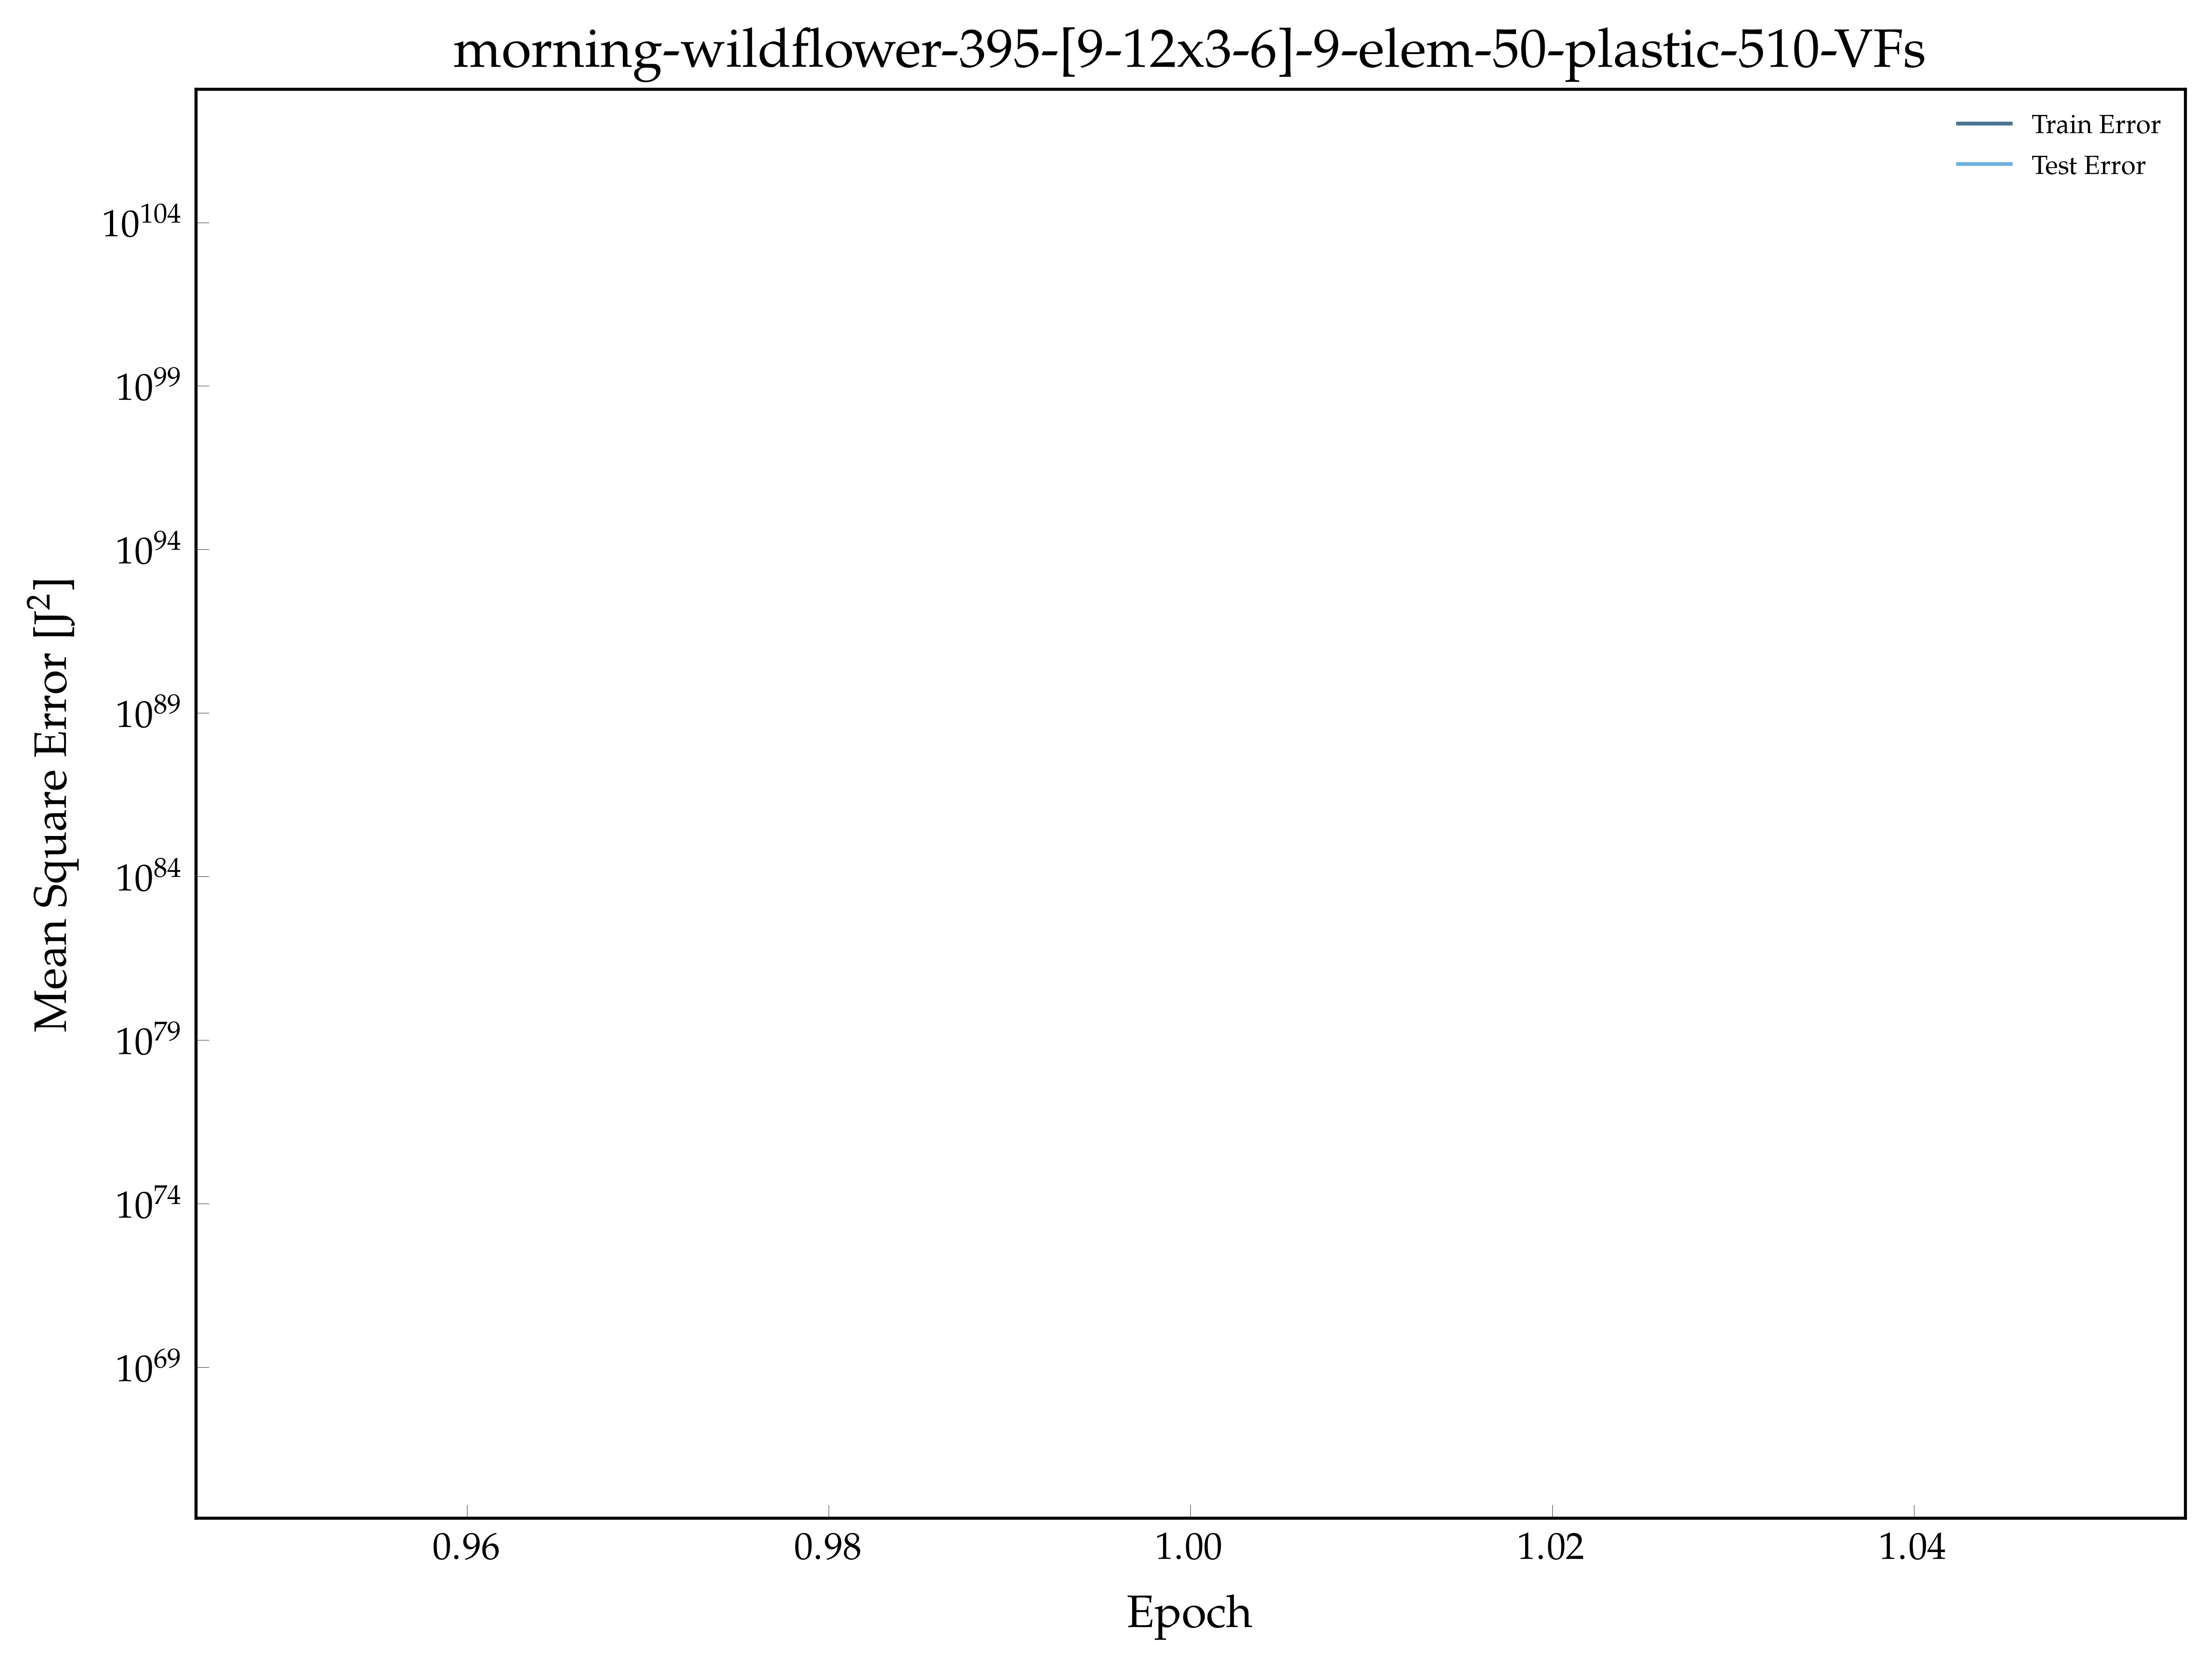 morning-wildflower-395-[9-12x3-6]-9-elem-50-plastic-510-VFs
Train Error
Test Error
10^104
10^99
10^94
10^89
10^84
10^79
10^74
10^69
Mean Square Error [J^2]
0.96 0.98 1.00 1.02 1.04
Epoch